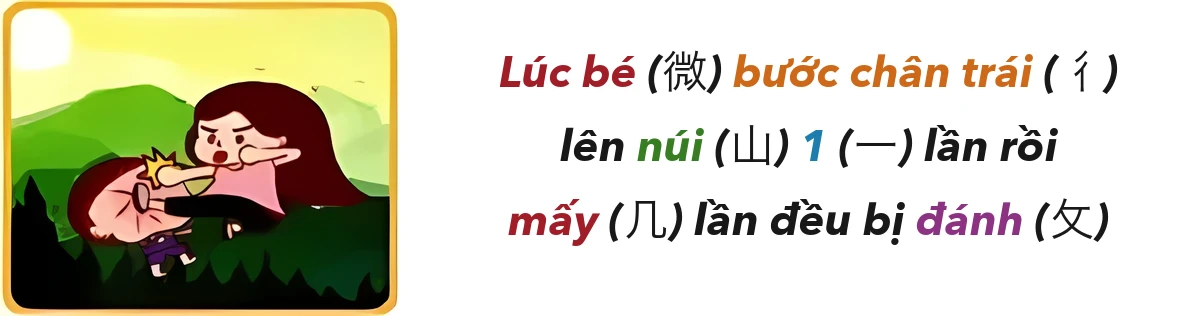 Lúc bé (微) bước chân trái (彳)
lên núi (山) 1 (一) lần rồi
mấy (几) lần đều bị đánh (攵)